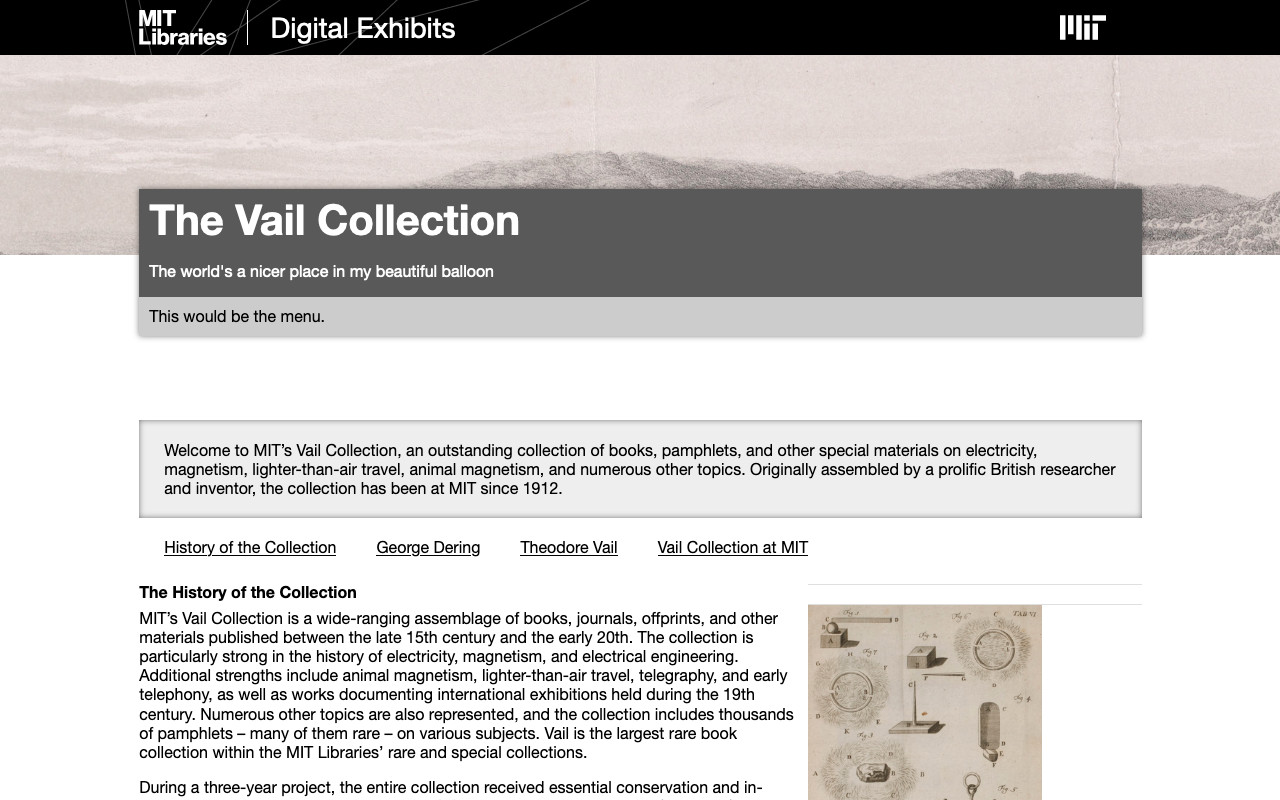 MIT
Libraries
Digital Exhibits
The Vail Collection
The world's a nicer place in my beautiful balloon
This would be the menu.
Welcome to MIT’s Vail Collection, an outstanding collection of books, pamphlets, and other special materials on electricity,
magnetism, lighter-than-air travel, animal magnetism, and numerous other topics. Originally assembled by a prolific British researcher
and inventor, the collection has been at MIT since 1912.
History of the Collection
George Dering
Theodore Vail
Vail Collection at MIT
The History of the Collection
MIT’s Vail Collection is a wide-ranging assemblage of books, journals, offprints, and other
materials published between the late 15th century and the early 20th. The collection is
particularly strong in the history of electricity, magnetism, and electrical engineering.
Additional strengths include animal magnetism, lighter-than-air travel, telegraphy, and early
telephony, as well as works documenting international exhibitions held during the 19th
century. Numerous other topics are also represented, and the collection includes thousands
of pamphlets – many of them rare – on various subjects. Vail is the largest rare book
collection within the MIT Libraries’ rare and special collections.
During a three-year project, the entire collection received essential conservation and in-
TAB VI